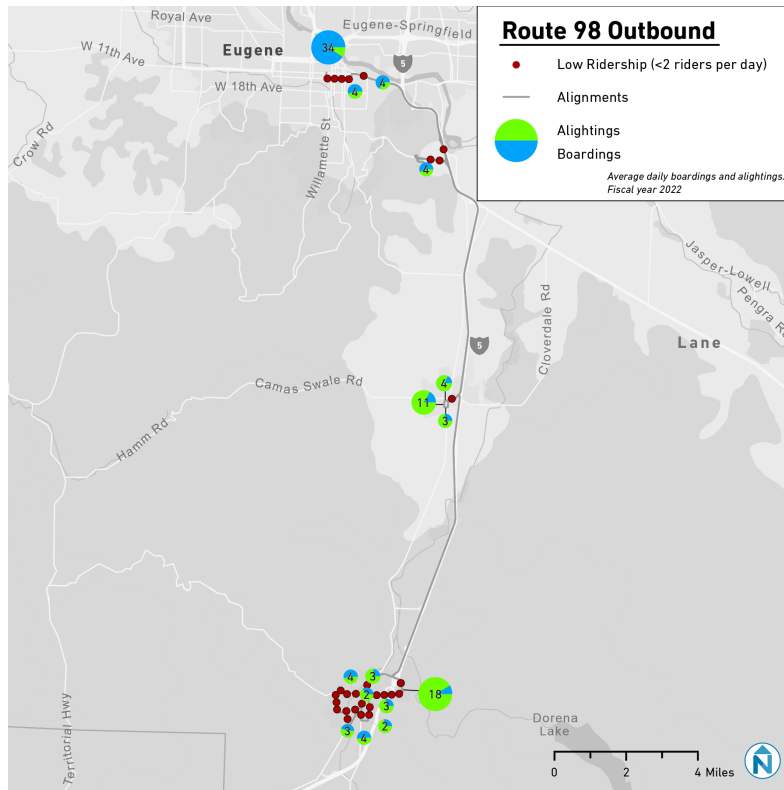 Route 98 Outbound
Low Ridership (<2 riders per day)
Alignments
Alightings
Boardings
Average daily boardings and alightings.
Fiscal year 2022
Royal Ave
Eugene-Springfield
Eugene
34
W 11th Ave
5
W 18th Ave
4
4
Crow Rd
Willamette St
4
Jasper-Lowell
Pengra Rd
Cloverdale Rd
5
Lane
Camas Swale Rd
4
11
3
Hamm Rd
4
3
2
18
3
2
3
4
Territorial Hwy
Dorena
Lake
0
2
4 Miles
N